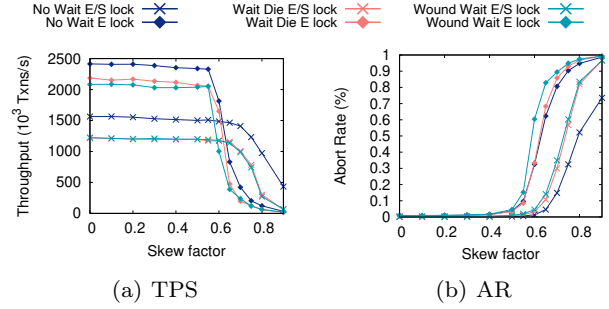 No Wait E/S lock Wait Die E/S lock Wound Wait E/S lock
No Wait E lock Wait Die E lock Wound Wait E lock
Throughput (10³ Txns/s)
2500
2000
1500
1000
500
0
0 0.2 0.4 0.6 0.8
Skew factor
(a) TPS
Abort Rate (%)
1
0.9
0.8
0.7
0.6
0.5
0.4
0.3
0.2
0.1
0
0 0.2 0.4 0.6 0.8
Skew factor
(b) AR